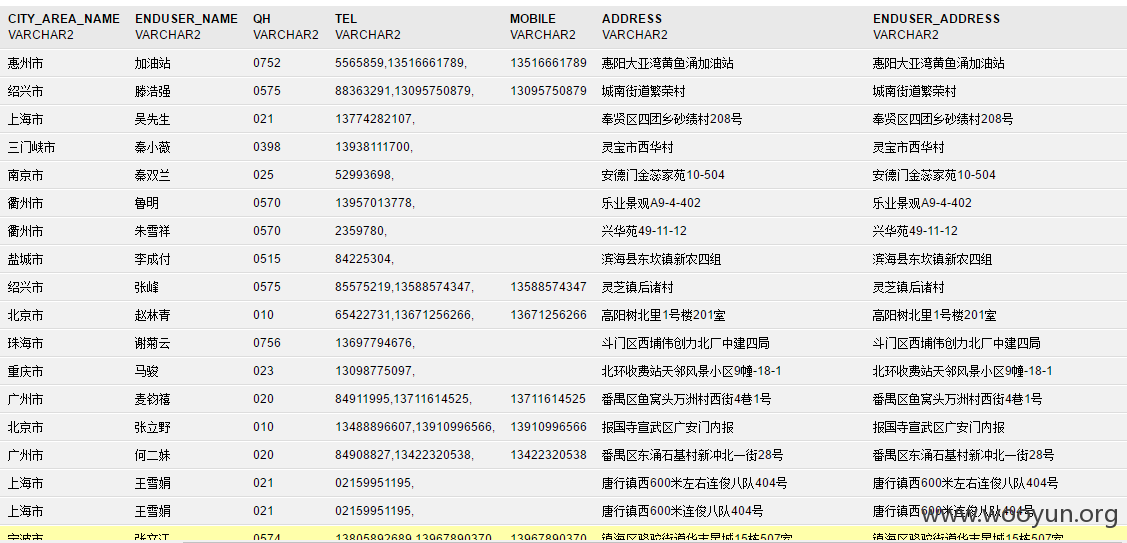 CITY_AREA_NAME ENDUSER_NAME QH TEL MOBILE ADDRESS ENDUSER_ADDRESS
VARCHAR2 VARCHAR2 VARCHAR2 VARCHAR2 VARCHAR2 VARCHAR2 VARCHAR2
惠州市 加油站 0752 5565859,13516661789, 13516661789 惠阳大亚湾黄鱼涌加油站 惠阳大亚湾黄鱼涌加油站
绍兴市 滕浩强 0575 88363291,13095750879, 13095750879 城南街道繁荣村 城南街道繁荣村
上海市 吴先生 021 13774282107, 奉贤区四团乡砂绩村208号 奉贤区四团乡砂绩村208号
三门峡市 秦小薇 0398 13938111700, 灵宝市西华村 灵宝市西华村
南京市 秦双兰 025 52993698, 安德门金蕊家苑10-504 安德门金蕊家苑10-504
衢州市 鲁明 0570 13957013778, 乐业景观A9-4-402 乐业景观A9-4-402
衢州市 朱雪祥 0570 2359780, 兴华苑49-11-12 兴华苑49-11-12
盐城市 李成付 0515 84225304, 滨海县东坎镇新农四组 滨海县东坎镇新农四组
绍兴市 张峰 0575 85575219,13588574347, 13588574347 灵芝镇后诸村 灵芝镇后诸村
北京市 赵林青 010 65422731,13671256266, 13671256266 高阳树北里1号楼201室 高阳树北里1号楼201室
珠海市 谢菊云 0756 13697794676, 斗门区西埔伟创力北厂中建四局 斗门区西埔伟创力北厂中建四局
重庆市 马骏 023 13098775097, 北环收费站天邻风景小区9幢-18-1 北环收费站天邻风景小区9幢-18-1
广州市 麦钧禧 020 84911995,13711614525, 13711614525 番禺区鱼窝头万洲村西街4巷1号 番禺区鱼窝头万洲村西街4巷1号
北京市 张立野 010 13488896607,13910996566, 13910996566 报国寺宣武区广安门内报 报国寺宣武区广安门内报
广州市 何二妹 020 84908827,13422320538, 13422320538 番禺区东涌石基村新冲北一街28号 番禺区东涌石基村新冲北一街28号
上海市 王雪娟 021 02159951195, 唐行镇西600米左右连俊八队404号 唐行镇西600米左右连俊八队404号
上海市 王雪娟 021 02159951195, 唐行镇西600米左右连俊八队404号 唐行镇西600米左右连俊八队404号
www.wooyun.org
宁波市 0574 13805892689,13967890370, 13967890370